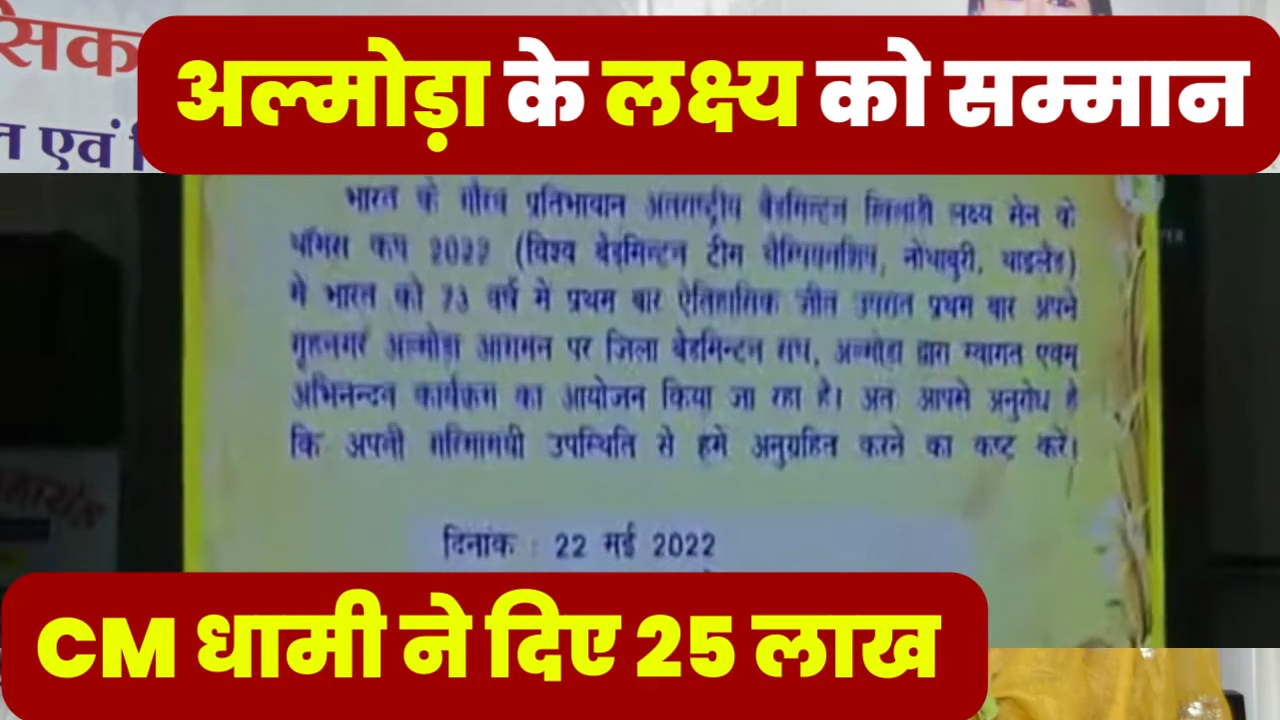 सिक
अल्मोड़ा के लक्ष्य को सम्मान
एवं
भारत के गौरव प्रतिभावान अंतराष्ट्रीय बैडमिन्टन खिलाड़ी लक्ष्य सेन के
थॉमस कप 2022 (विश्व बैडमिन्टन टीम चैम्पियनशिप, नोथाबुरी, थाइलैंड)
में भारत को 73 वर्ष में प्रथम बार ऐतिहासिक जीत उपरांत प्रथम बार अपने
गृहनगर अल्मोड़ा आगमन पर जिला बैडमिन्टन संघ, अल्मोड़ा द्वारा स्वागत एवम्
अभिनन्दन कार्यक्रम का आयोजन किया जा रहा है। अतः आपसे अनुरोध है
कि अपनी गरिमामयी उपस्थिति से हमें अनुग्रहित करने का कष्ट करें।
दिनांक : 22 मई 2022
CM धामी ने दिए 25 लाख